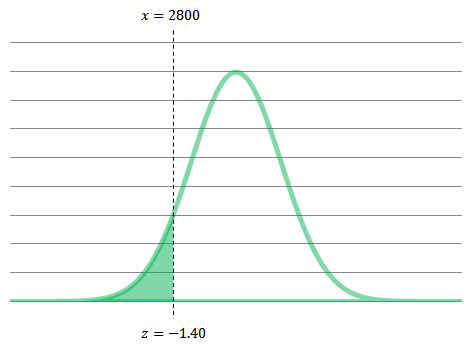 x = 2800
z = −1.40